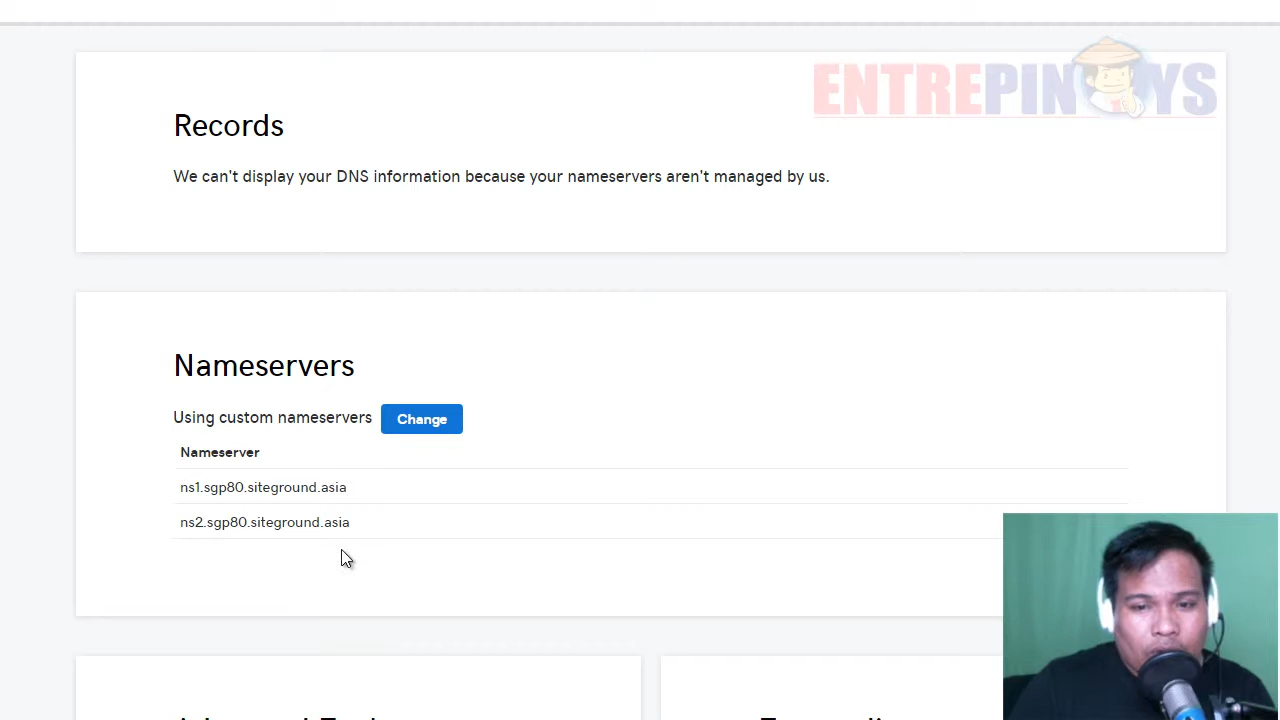 ENTREPINOYS
Records
We can't display your DNS information because your nameservers aren't managed by us.
Nameservers
Using custom nameservers Change
Nameserver
ns1.sgp80.siteground.asia
ns2.sgp80.siteground.asia